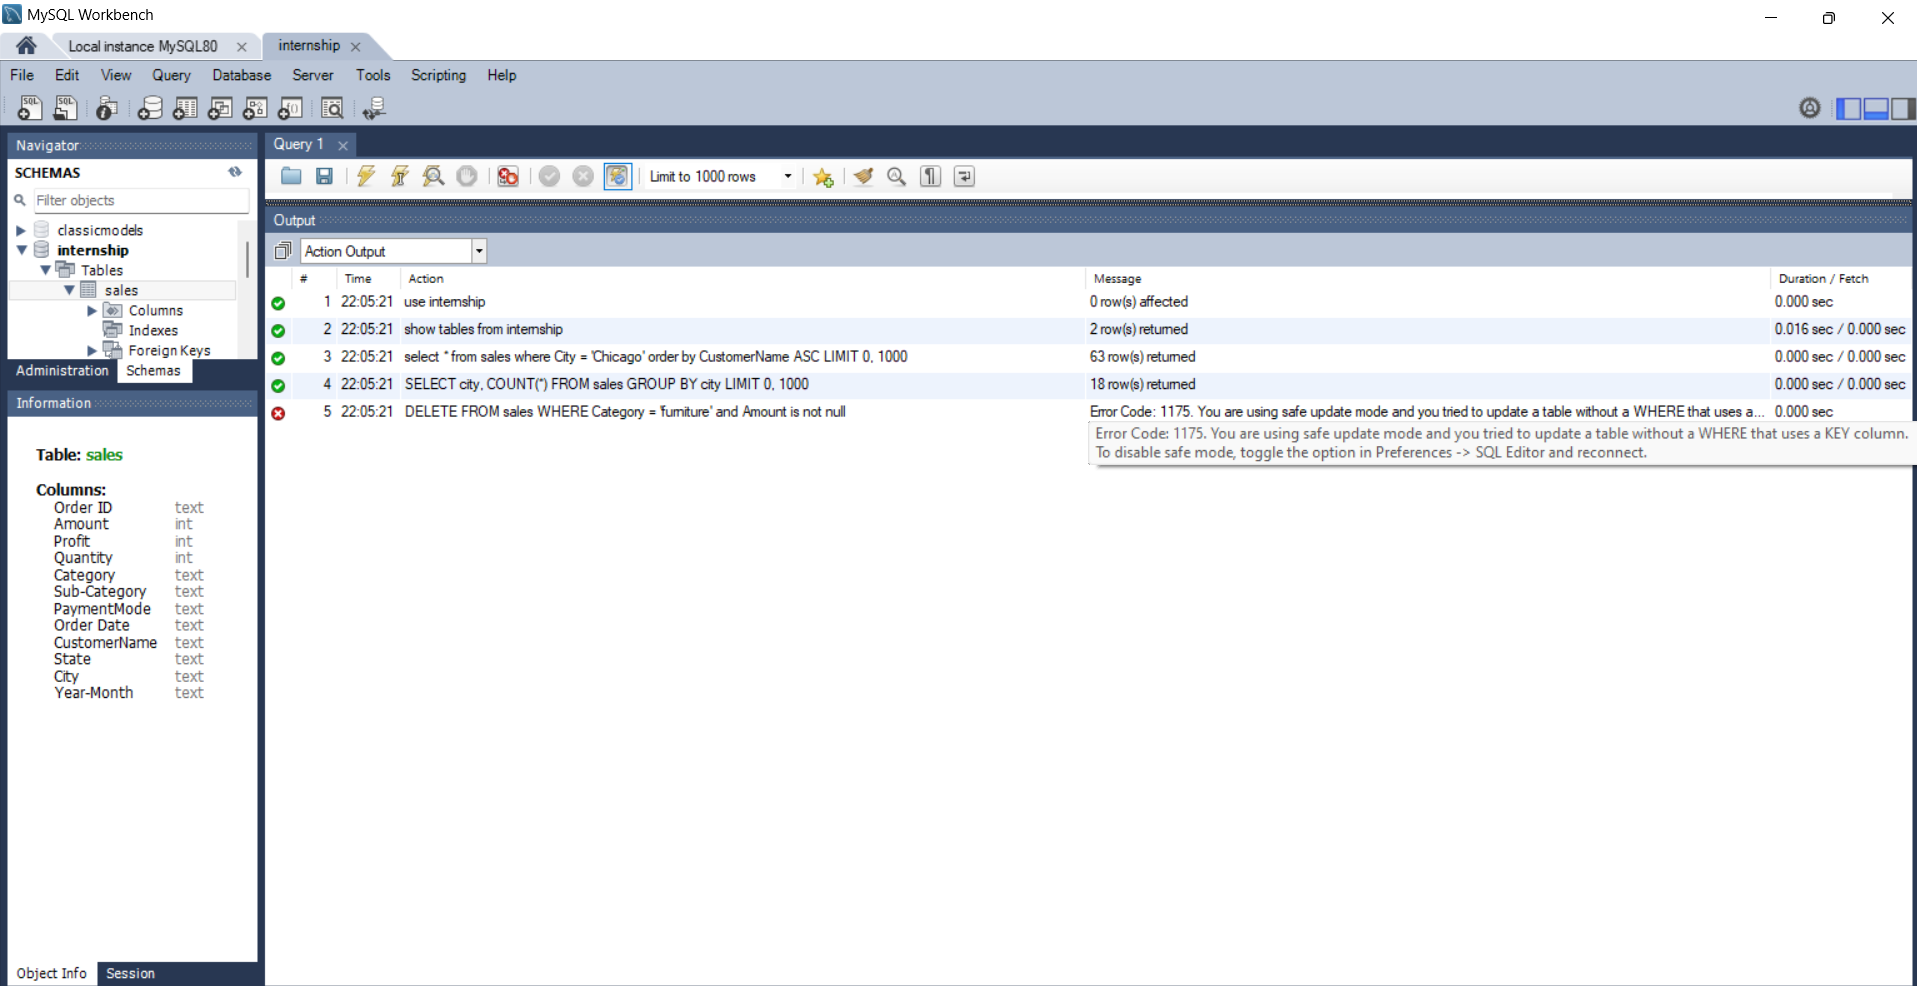 MySQL Workbench
Local instance MySQL80
internship
File Edit View Query Database Server Tools Scripting Help
Navigator
SCHEMAS
Filter objects
classicmodels
internship
Tables
sales
Columns
Indexes
Foreign Keys
Administration Schemas
Information
Table: sales
Columns:
Order ID text
Amount int
Profit int
Quantity int
Category text
Sub-Category text
PaymentMode text
Order Date text
CustomerName text
State text
City text
Year-Month text
Object Info Session
Query 1
Limit to 1000 rows
Output
Action Output
# Time Action Message Duration / Fetch
1 22:05:21 use internship 0 row(s) affected 0.000 sec
2 22:05:21 show tables from internship 2 row(s) returned 0.016 sec / 0.000 sec
3 22:05:21 select * from sales where City = 'Chicago' order by CustomerName ASC LIMIT 0, 1000 63 row(s) returned 0.000 sec / 0.000 sec
4 22:05:21 SELECT city, COUNT(*) FROM sales GROUP BY city LIMIT 0, 1000 18 row(s) returned 0.000 sec / 0.000 sec
5 22:05:21 DELETE FROM sales WHERE Category = 'furniture' and Amount is not null Error Code: 1175. You are using safe update mode and you tried to update a table without a WHERE that uses a... 0.000 sec
Error Code: 1175. You are using safe update mode and you tried to update a table without a WHERE that uses a KEY column.
To disable safe mode, toggle the option in Preferences -> SQL Editor and reconnect.